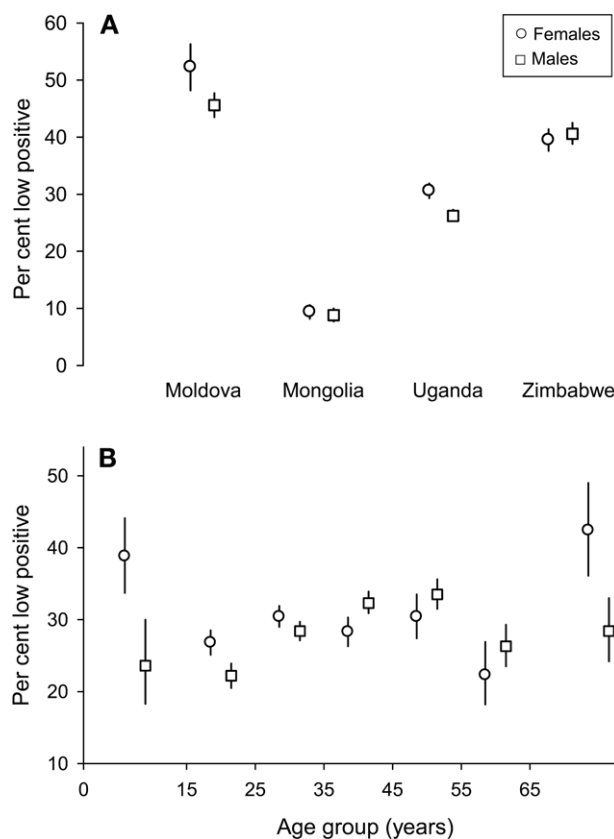 A
Females
Males
Per cent low positive
60
50
40
30
20
10
0
Moldova Mongolia Uganda Zimbabwe
B
Per cent low positive
50
40
30
20
10
0 15 25 35 45 55 65
Age group (years)